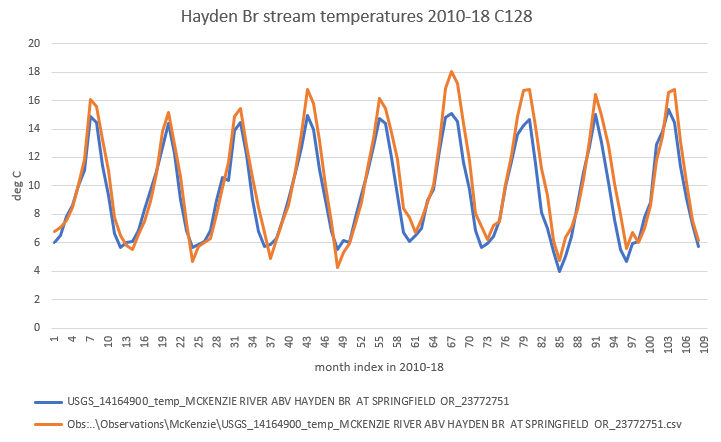 Hayden Br stream temperatures 2010-18 C128
20
18
16
14
12
10
8
6
4
2
0
deg C
1 4 7 10 13 16 19 22 25 28 31 34 37 40 43 46 49 52 55 58 61 64 67 70 73 76 79 82 85 88 91 94 97 100 103 106 109
month index in 2010-18
USGS_14164900_temp_MCKENZIE RIVER ABV HAYDEN BR AT SPRINGFIELD OR_23772751
Obs:..\Observations\McKenzie\USGS_14164900_temp_MCKENZIE RIVER ABV HAYDEN BR AT SPRINGFIELD OR_23772751.csv